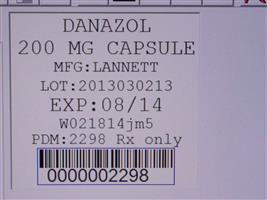 DANAZOL
200 MG CAPSULE
MFG:LANNETT
LOT:2013030213
EXP:08/14
W021814jm5
PDM:2298 Rx only
0000002298